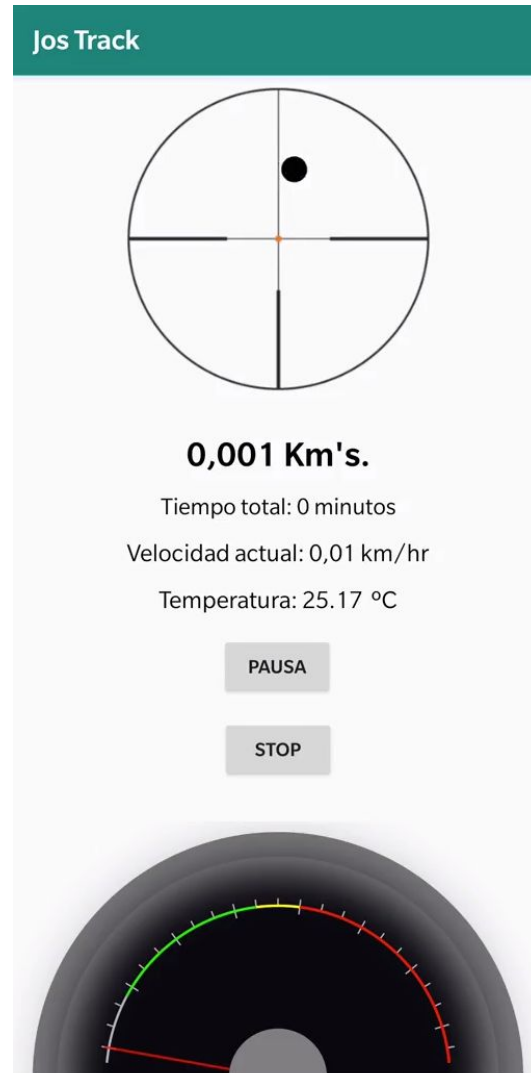 Jos Track
0,001 Km's.
Tiempo total: 0 minutos
Velocidad actual: 0,01 km/hr
Temperatura: 25.17 ºC
PAUSA
STOP